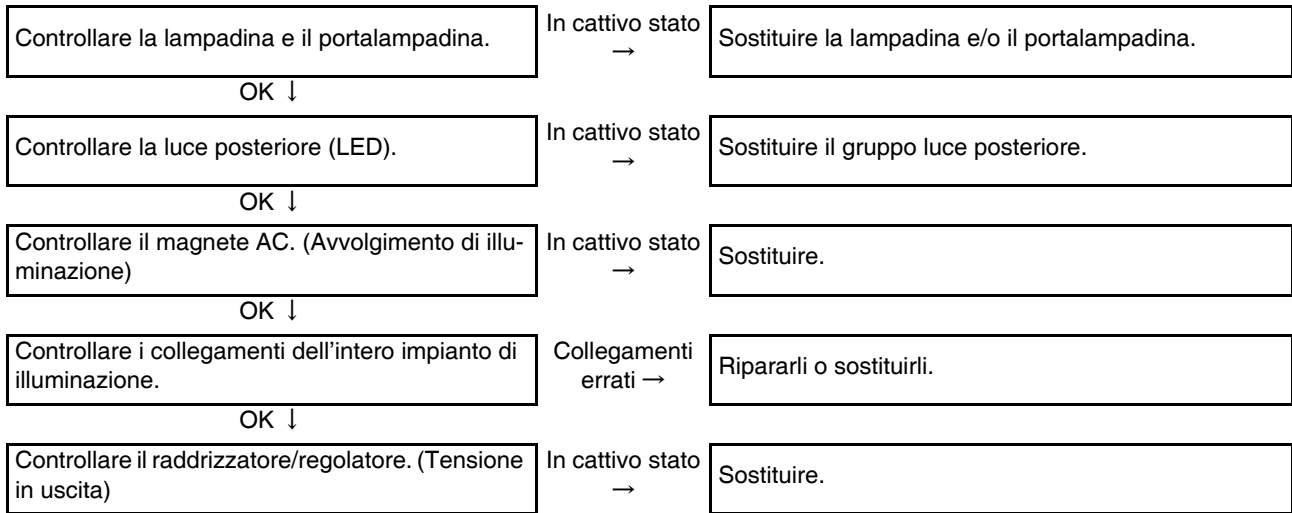 Controllare la lampadina e il portalampadina.
In cattivo stato
→
Sostituire la lampadina e/o il portalampadina.
OK ↓
Controllare la luce posteriore (LED).
In cattivo stato
→
Sostituire il gruppo luce posteriore.
OK ↓
Controllare il magnete AC. (Avvolgimento di illu-
minazione)
In cattivo stato
→
Sostituire.
OK ↓
Controllare i collegamenti dell’intero impianto di
illuminazione.
Collegamenti
errati →
Ripararli o sostituirli.
OK ↓
Controllare il raddrizzatore/regolatore. (Tensione
in uscita)
In cattivo stato
→
Sostituire.